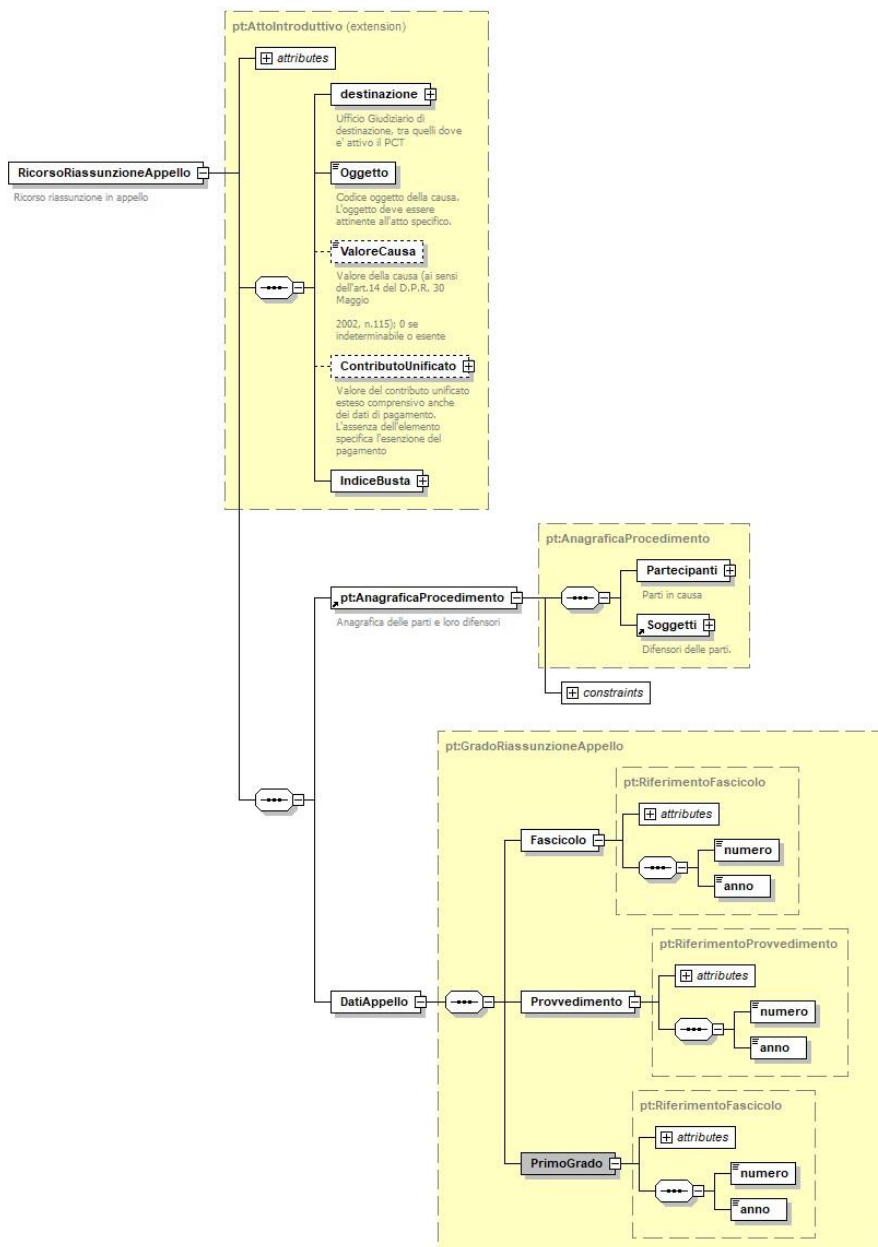 pt:AttoIntroduttivo (extension)
attributes
destinazione
Ufficio Giudiziario di
destinazione, tra quelli dove
e' attivo il PCT
RicorsoRiassunzioneAppello
Ricorso riassunzione in appello
Oggetto
Codice oggetto della causa.
L'oggetto deve essere
attinente all'atto specifico.
ValoreCausa
Valore della causa (ai sensi
dell'art.14 del D.P.R. 30
Maggio
2002, n.115); 0 se
indeterminabile o esente
ContributoUnificato
Valore del contributo unificato
esteso comprensivo anche
dei dati di pagamento.
L'assenza dell'elemento
specifica l'esenzione del
pagamento
IndiceBusta
pt:AnagraficaProcedimento
Partecipanti
Parti in causa
pt:AnagraficaProcedimento
Anagrafica delle parti e loro difensori
Soggetti
Difensori delle parti.
constraints
pt:GradoRiassunzioneAppello
pt:RiferimentoFascicolo
attributes
Fascicolo
numero
anno
pt:RiferimentoProvvedimento
attributes
DatiAppello
Provvedimento
numero
anno
pt:RiferimentoFascicolo
attributes
PrimoGrado
numero
anno